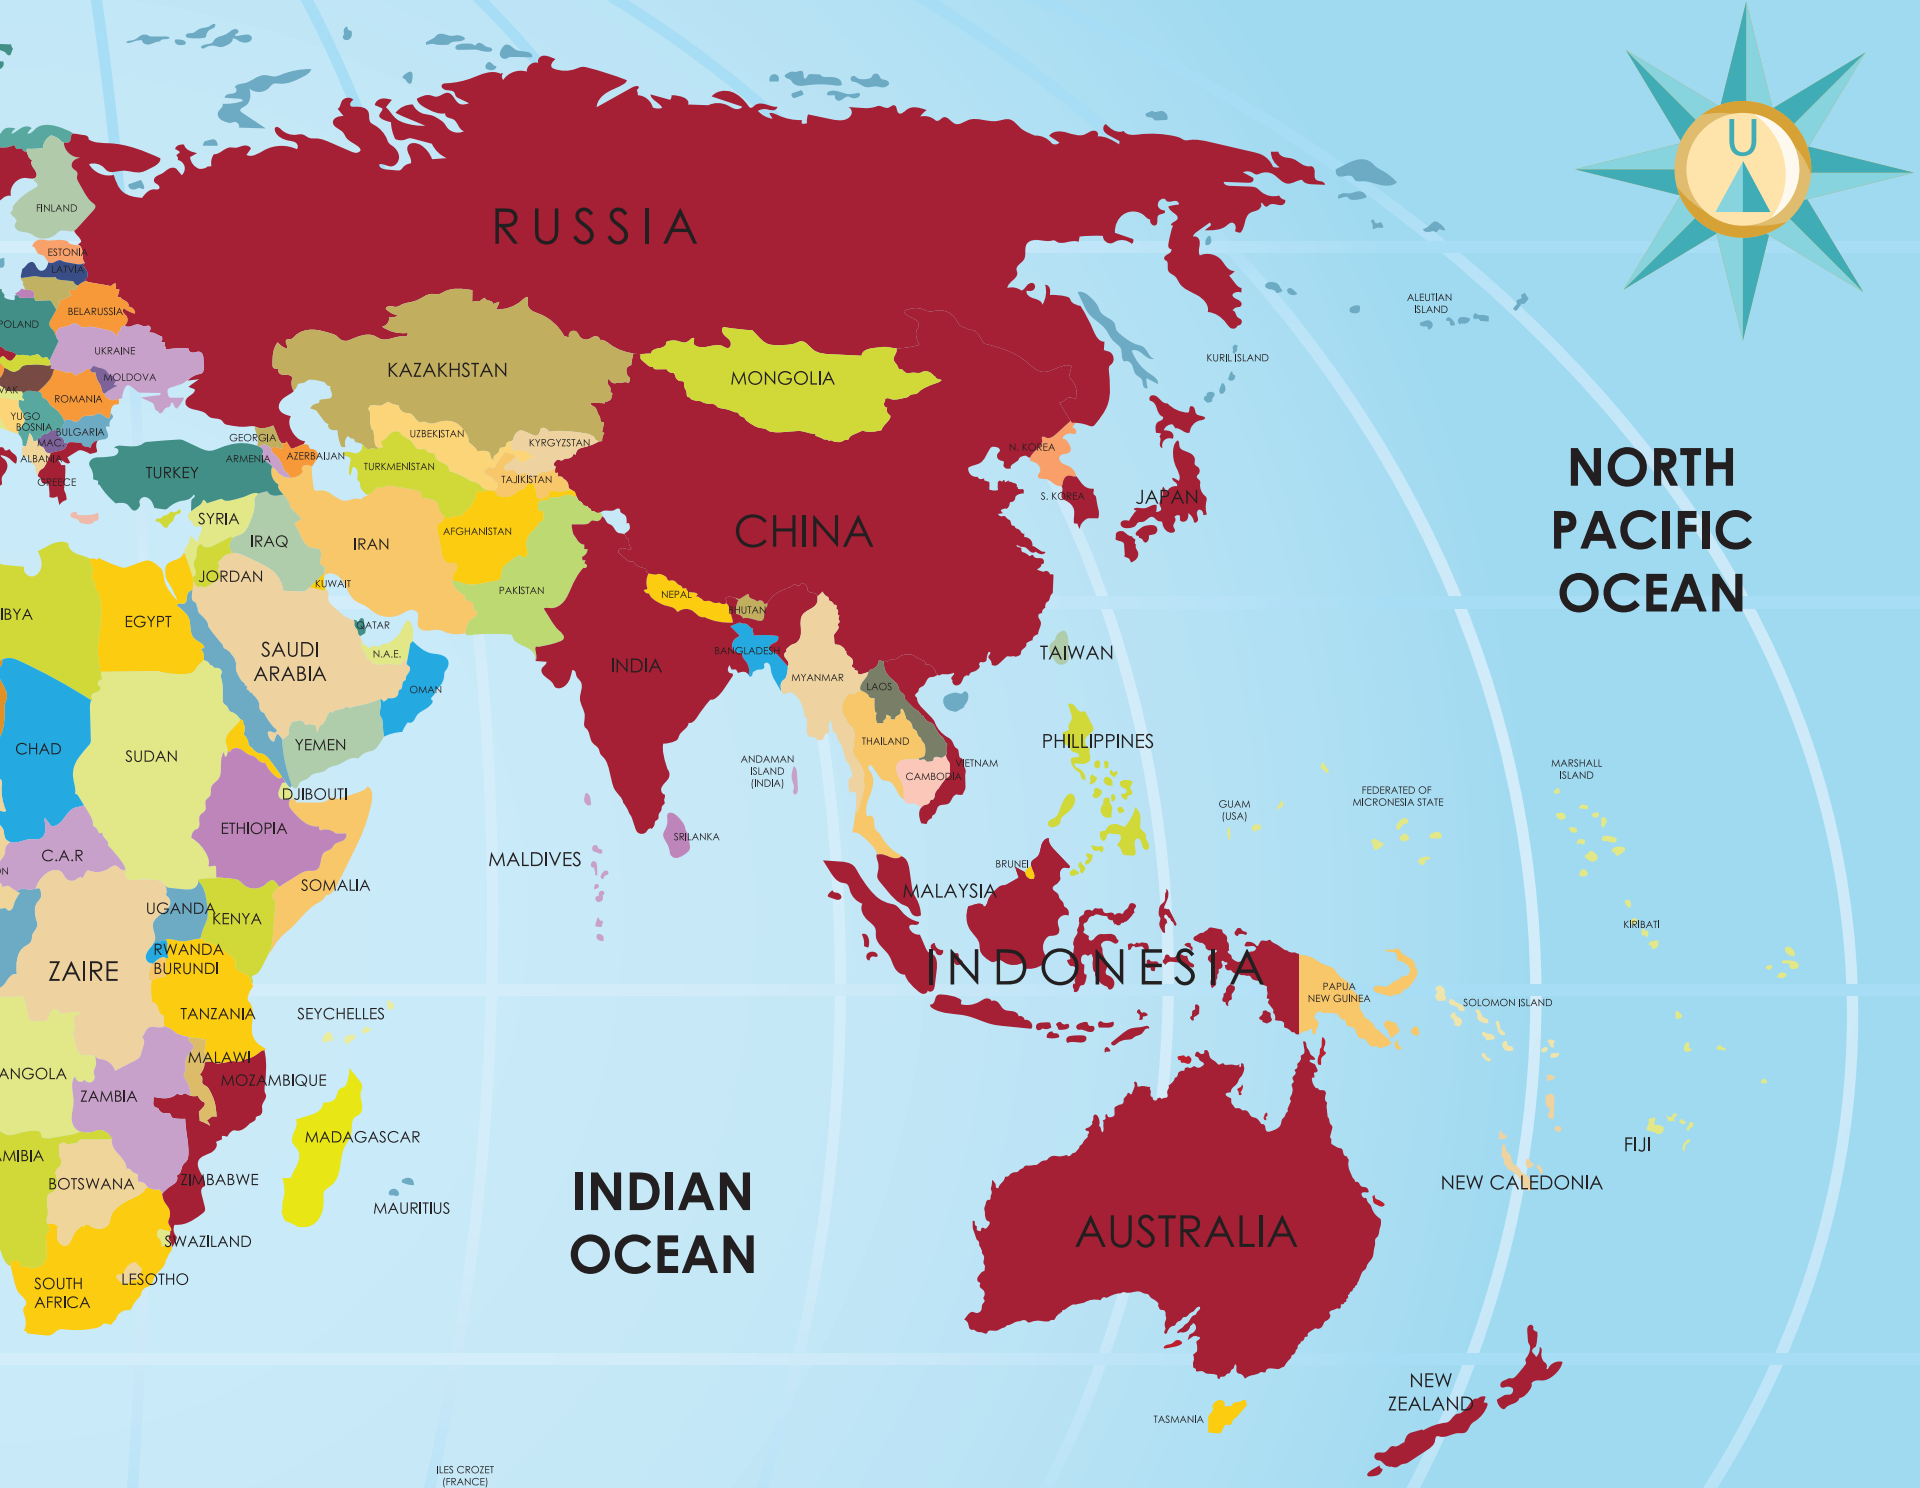 U
RUSSIA
FINLAND
ESTONIA
LATVIA
BELARUSSIA
POLAND
UKRAINE
MOLDOVA
ROMANIA
YUGO
BOSNIA
BULGARIA
MAC.
ALBANIA
GREECE
ALEUTIAN
ISLAND
KURIL ISLAND
KAZAKHSTAN
MONGOLIA
UZBEKISTAN
KYRGYZSTAN
GEORGIA
ARMENIA
AZERBAIJAN
TURKMENISTAN
TAJIKISTAN
TURKEY
N. KOREA
S. KOREA
JAPAN
NORTH
PACIFIC
OCEAN
SYRIA
IRAQ
IRAN
AFGHANISTAN
CHINA
JORDAN
KUWAIT
PAKISTAN
NEPAL
BHUTAN
IBYA
EGYPT
QATAR
SAUDI
ARABIA
N.A.E.
OMAN
INDIA
BANGLADESH
MYANMAR
LAOS
TAIWAN
CHAD
SUDAN
YEMEN
THAILAND
PHILLIPPINES
ANDAMAN
ISLAND
(INDIA)
CAMBODIA
VIETNAM
MARSHALL
ISLAND
DJIBOUTI
GUAM
(USA)
FEDERATED OF
MICRONESIA STATE
ETHIOPIA
SRILANKA
C.A.R
MALDIVES
BRUNEI
SOMALIA
MALAYSIA
UGANDA
KENYA
KIRIBATI
RWANDA
BURUNDI
ZAIRE
INDONESIA
PAPUA
NEW GUINEA
SOLOMON ISLAND
TANZANIA
SEYCHELLES
MALAWI
ANGOLA
MOZAMBIQUE
ZAMBIA
MADAGASCAR
FIJI
AMIBIA
BOTSWANA
ZIMBABWE
MAURITIUS
INDIAN
OCEAN
NEW CALEDONIA
AUSTRALIA
SWAZILAND
SOUTH
AFRICA
LESOTHO
NEW
ZEALAND
TASMANIA
ILES CROZET
(FRANCE)